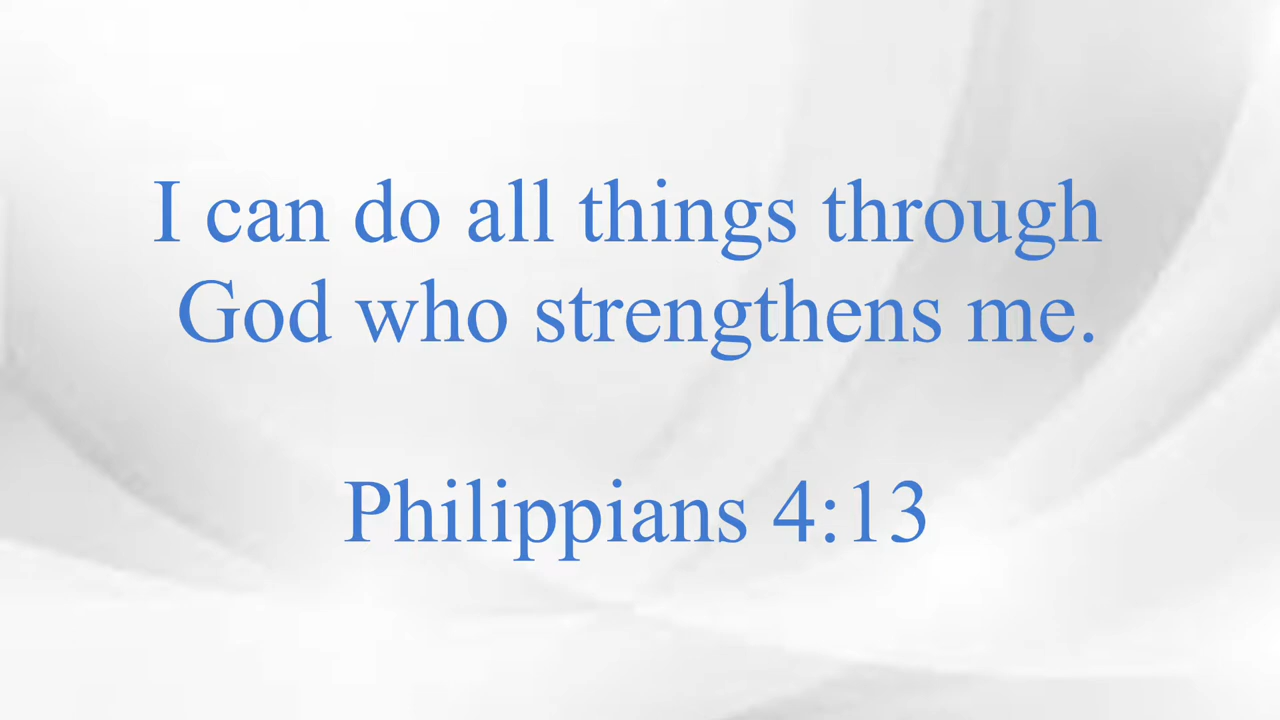 I can do all things through
God who strengthens me.
Philippians 4:13